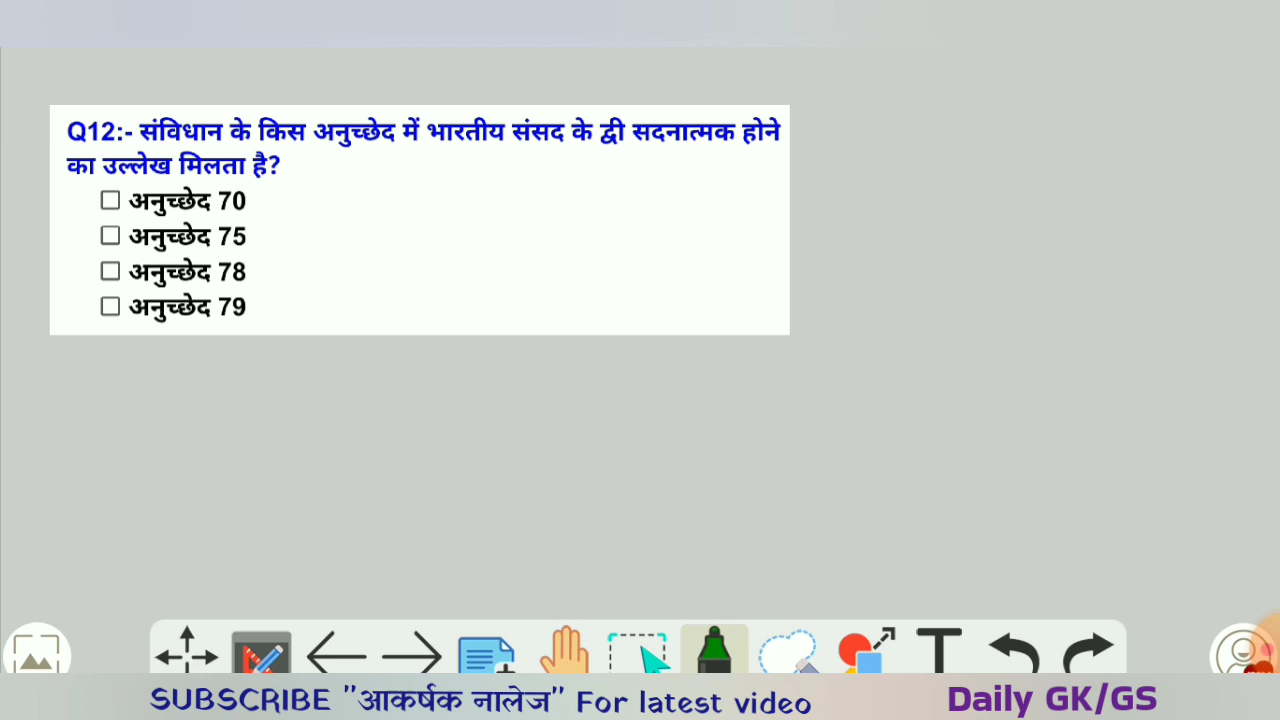 Q12:- संविधान के किस अनुच्छेद में भारतीय संसद के द्वी सदनात्मक होने
का उल्लेख मिलता है?
अनुच्छेद 70
अनुच्छेद 75
अनुच्छेद 78
अनुच्छेद 79
T
SUBSCRIBE "आकर्षक नालेज" For latest video
Daily GK/GS